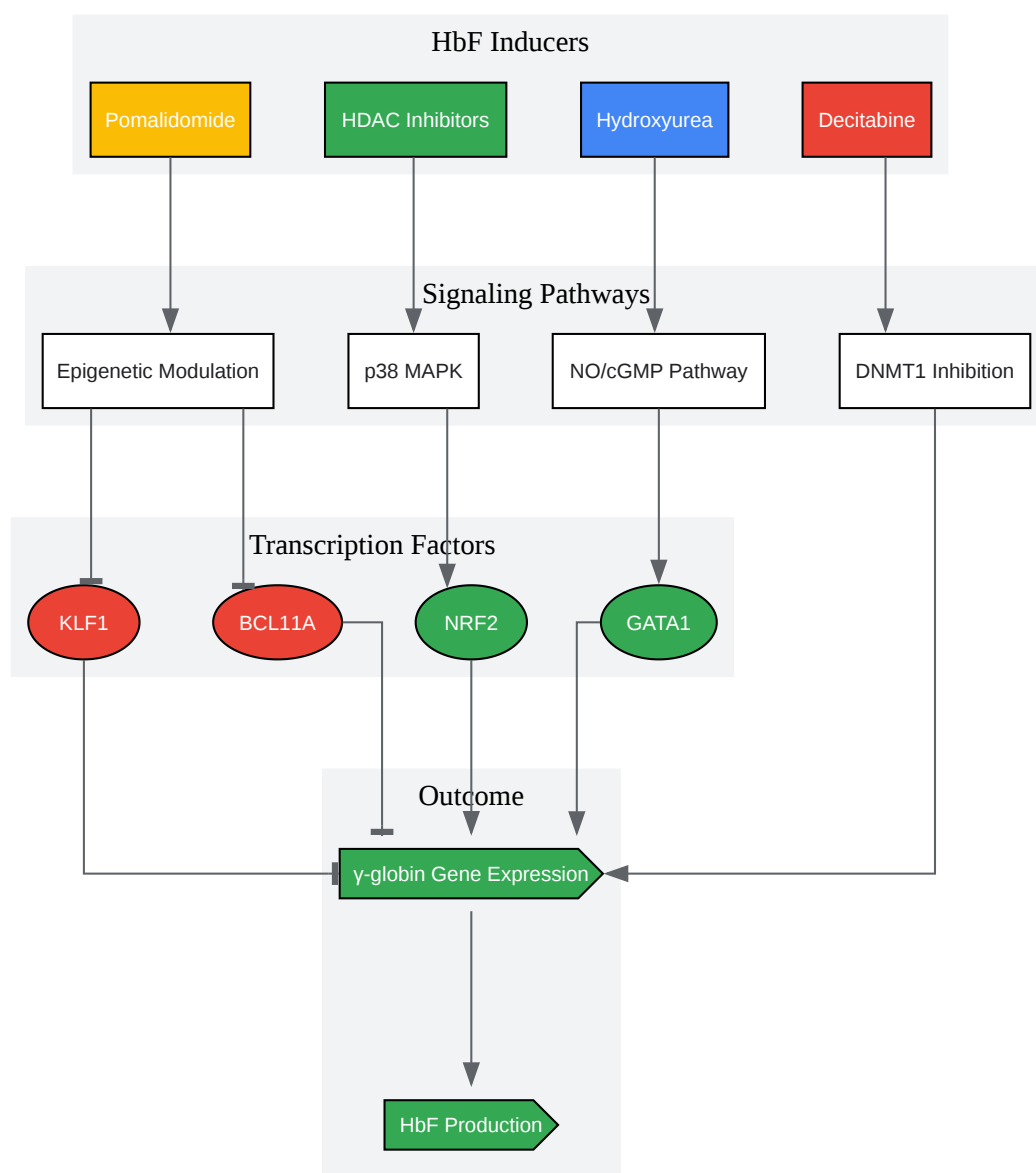 HbF Inducers
Pomalidomide
HDAC Inhibitors
Hydroxyurea
Decitabine
Signaling Pathways
Epigenetic Modulation
p38 MAPK
NO/cGMP Pathway
DNMT1 Inhibition
Transcription Factors
KLF1
BCL11A
NRF2
GATA1
Outcome
γ-globin Gene Expression
HbF Production